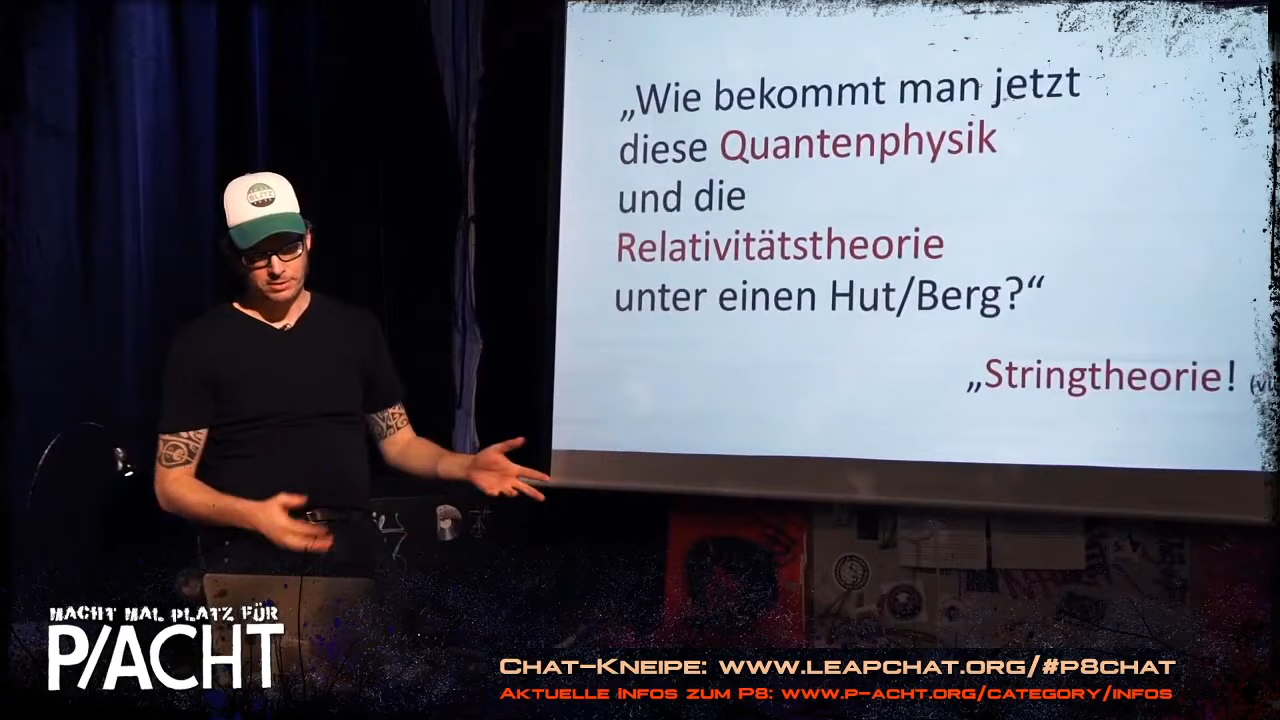 „Wie bekommt man jetzt
diese Quantenphysik
und die
Relativitätstheorie
unter einen Hut/Berg?“
„Stringtheorie!
BLITZ
MACHT MAL PLATZ FÜR
P/ACHT
Chat-Kneipe: www.leapchat.org/#p8chat
Aktuelle Infos zum P8: www.p-acht.org/category/infos